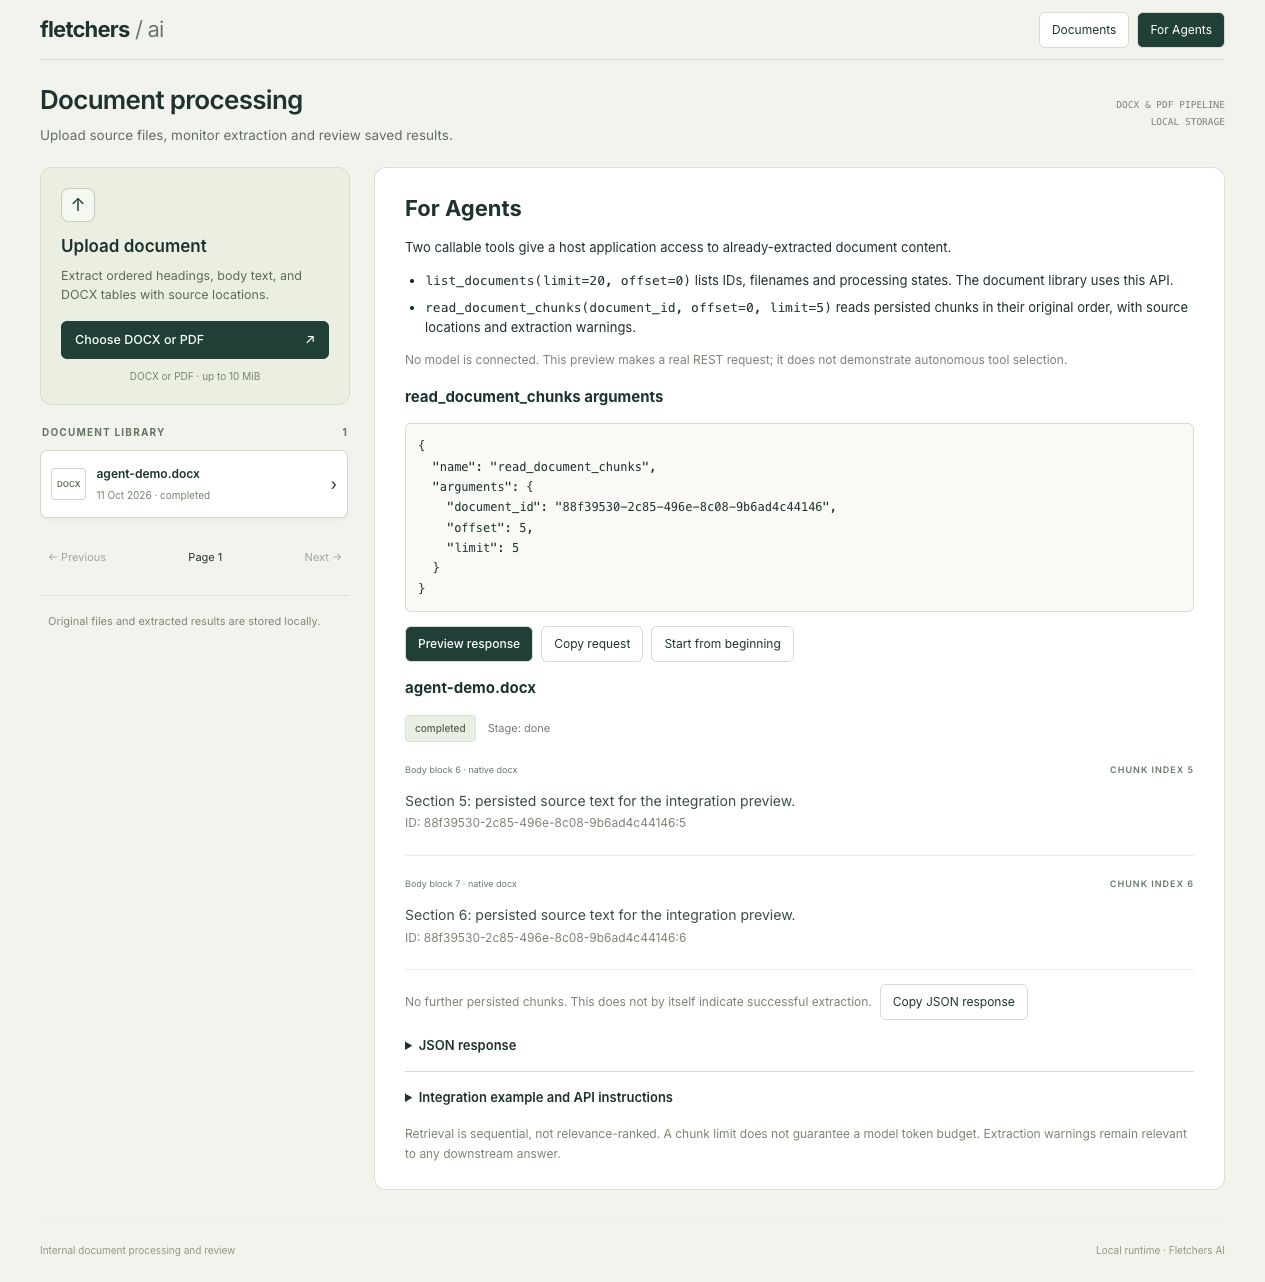 fletchers / ai
Documents
For Agents
Document processing
Upload source files, monitor extraction and review saved results.
DOCX & PDF PIPELINE
LOCAL STORAGE
↑
Upload document
Extract ordered headings, body text, and
DOCX tables with source locations.
Choose DOCX or PDF ↗
DOCX or PDF · up to 10 MiB
DOCUMENT LIBRARY 1
DOCX
agent-demo.docx
11 Oct 2026 · completed
›
← Previous Page 1 Next →
Original files and extracted results are stored locally.
For Agents
Two callable tools give a host application access to already-extracted document content.
• list_documents(limit=20, offset=0) lists IDs, filenames and processing states. The document library uses this API.
• read_document_chunks(document_id, offset=0, limit=5) reads persisted chunks in their original order, with source
locations and extraction warnings.
No model is connected. This preview makes a real REST request; it does not demonstrate autonomous tool selection.
read_document_chunks arguments
{
  "name": "read_document_chunks",
  "arguments": {
    "document_id": "88f39530-2c85-496e-8c08-9b6ad4c44146",
    "offset": 5,
    "limit": 5
  }
}
Preview response
Copy request
Start from beginning
agent-demo.docx
completed Stage: done
Body block 6 · native docx CHUNK INDEX 5
Section 5: persisted source text for the integration preview.
ID: 88f39530-2c85-496e-8c08-9b6ad4c44146:5
Body block 7 · native docx CHUNK INDEX 6
Section 6: persisted source text for the integration preview.
ID: 88f39530-2c85-496e-8c08-9b6ad4c44146:6
No further persisted chunks. This does not by itself indicate successful extraction. Copy JSON response
▶ JSON response
▶ Integration example and API instructions
Retrieval is sequential, not relevance-ranked. A chunk limit does not guarantee a model token budget. Extraction warnings remain relevant
to any downstream answer.
Internal document processing and review
Local runtime · Fletchers AI